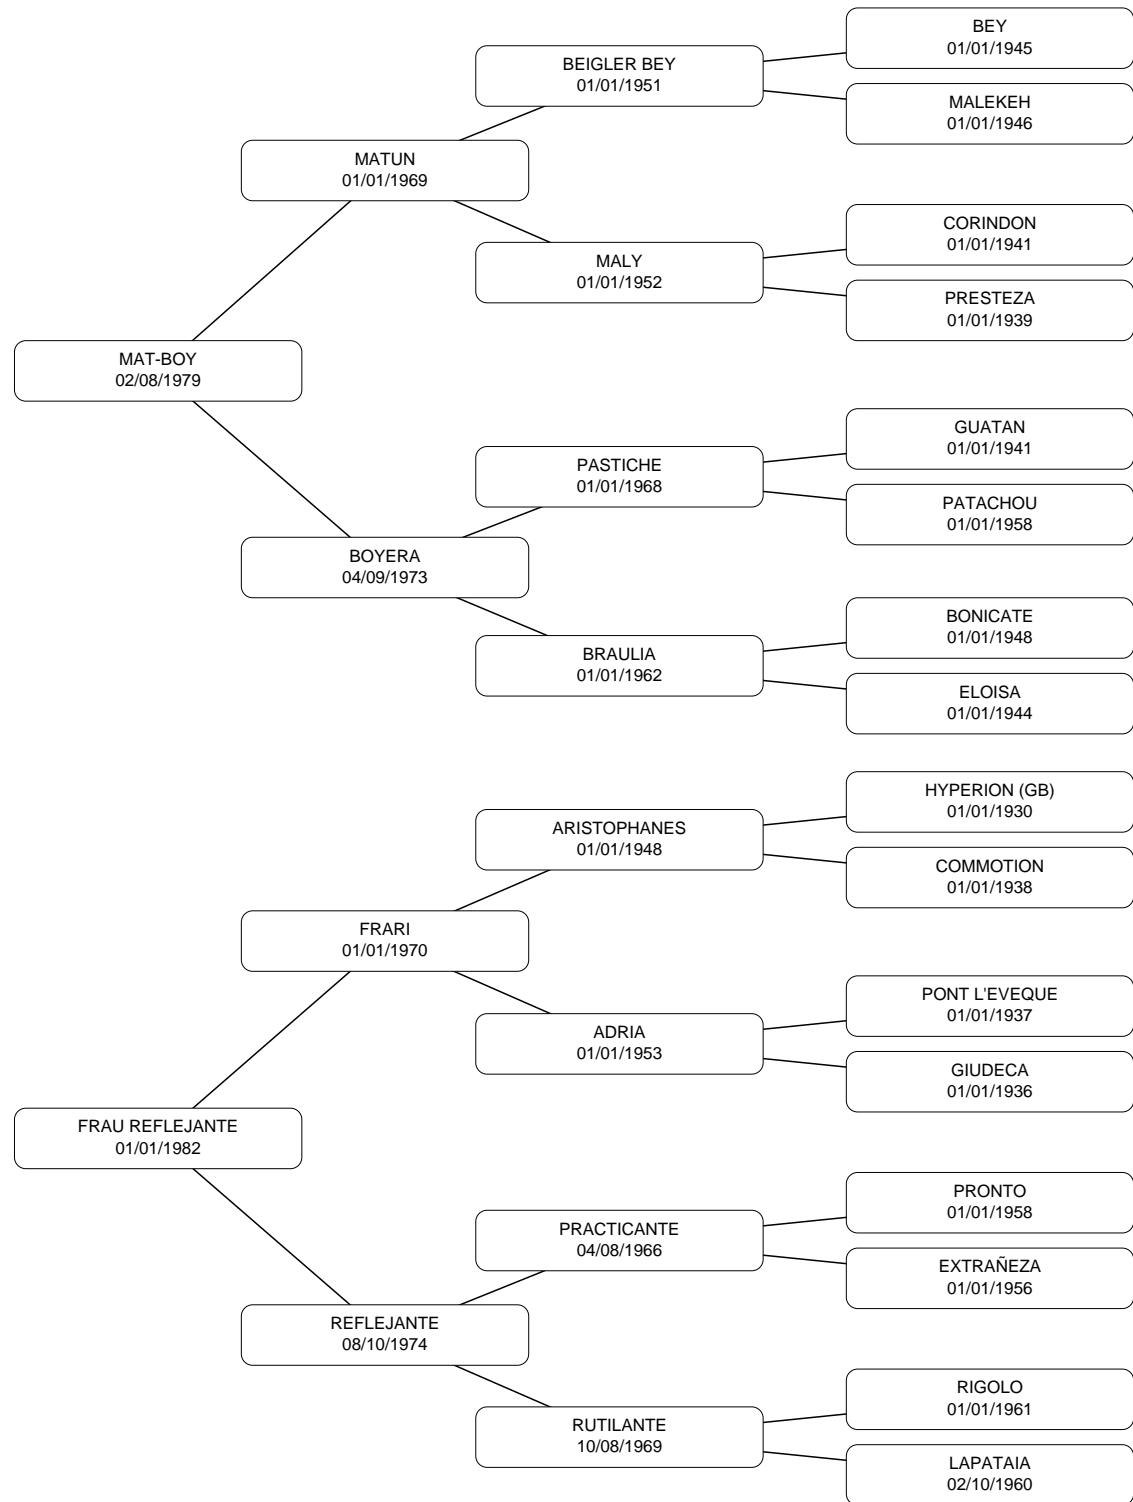 BEY
01/01/1945
BEIGLER BEY
01/01/1951
MALEKEH
01/01/1946
MATUN
01/01/1969
CORINDON
01/01/1941
MALY
01/01/1952
PRESTEZA
01/01/1939
MAT-BOY
02/08/1979
GUATAN
01/01/1941
PASTICHE
01/01/1968
PATACHOU
01/01/1958
BOYERA
04/09/1973
BONICATE
01/01/1948
BRAULIA
01/01/1962
ELOISA
01/01/1944
HYPERION (GB)
01/01/1930
ARISTOPHANES
01/01/1948
COMMOTION
01/01/1938
FRARI
01/01/1970
PONT L'EVEQUE
01/01/1937
ADRIA
01/01/1953
GIUDECA
01/01/1936
FRAU REFLEJANTE
01/01/1982
PRONTO
01/01/1958
PRACTICANTE
04/08/1966
EXTRAÑEZA
01/01/1956
REFLEJANTE
08/10/1974
RIGOLO
01/01/1961
RUTILANTE
10/08/1969
LAPATAIA
02/10/1960